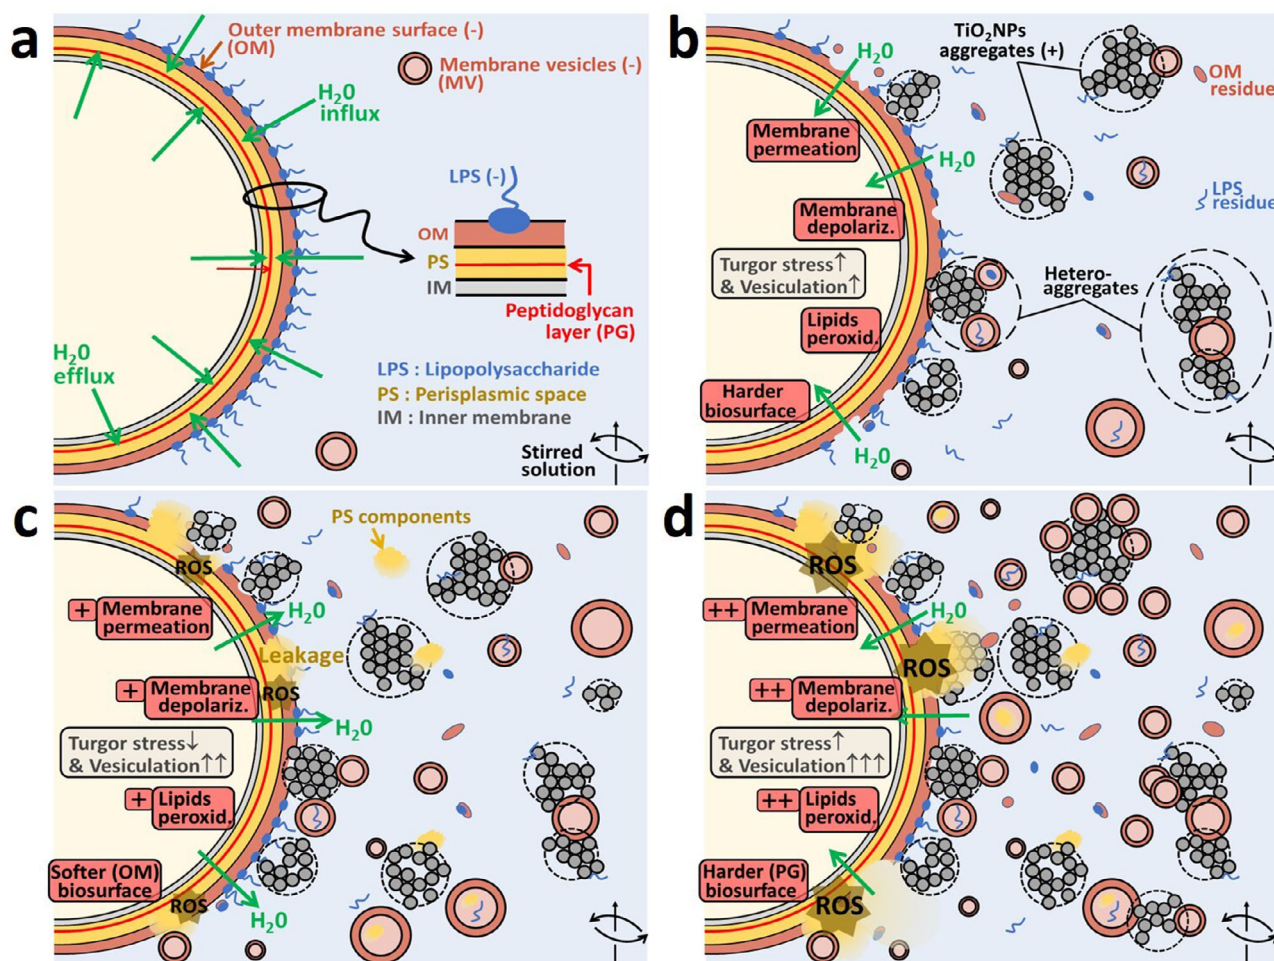 a
Outer membrane surface (-)
(OM)
Membrane vesicles (-)
(MV)
H20
influx
LPS (-)
OM
PS
IM
Peptidoglycan
layer (PG)
H20
efflux
LPS : Lipopolysaccharide
PS : Perisplasmic space
IM : Inner membrane
Stirred
solution
b
H20
TiO2NPs
aggregates (+)
OM
residue
Membrane
permeation
H20
LPS
residue
Membrane
depolariz.
Turgor stress↑
& Vesiculation↑
Hetero-
aggregates
Lipids
peroxid.
Harder
biosurface
H20
c
PS components
ROS
+ Membrane
permeation
H20
Leakage
+ Membrane
depolariz.
ROS
H20
Turgor stress↓
& Vesiculation↑↑
+ Lipids
peroxid.
Softer (OM)
biosurface
ROS
H20
d
ROS
++ Membrane
permeation
H20
ROS
++ Membrane
depolariz.
Turgor stress↑
& Vesiculation↑↑↑
++ Lipids
peroxid.
Harder (PG)
biosurface
ROS